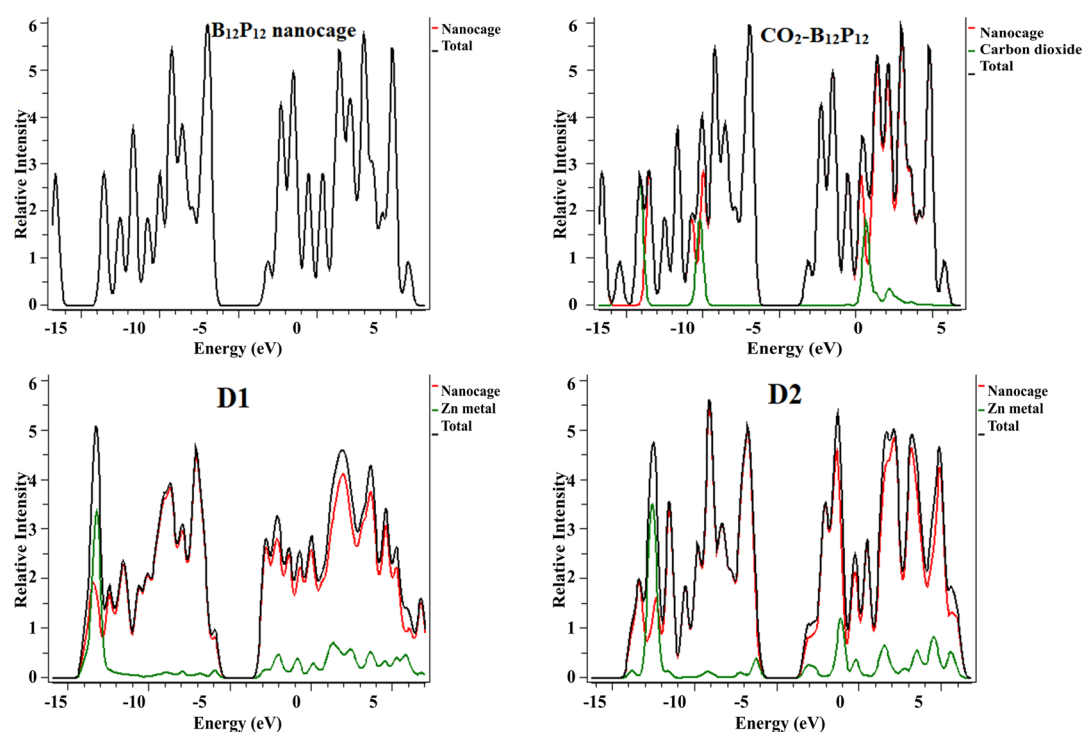 B₁₂P₁₂ nanocage
Nanocage
Total
Relative Intensity
6
5
4
3
2
1
0
-15 -10 -5 0 5
Energy (eV)
CO₂-B₁₂P₁₂
Nanocage
Carbon dioxide
Total
Relative Intensity
6
5
4
3
2
1
0
-15 -10 -5 0 5
Energy (eV)
D1
Nanocage
Zn metal
Total
Relative Intensity
6
5
4
3
2
1
0
-15 -10 -5 0 5
Energy (eV)
D2
Nanocage
Zn metal
Total
Relative Intensity
6
5
4
3
2
1
0
-15 -10 -5 0 5
Energy (eV)